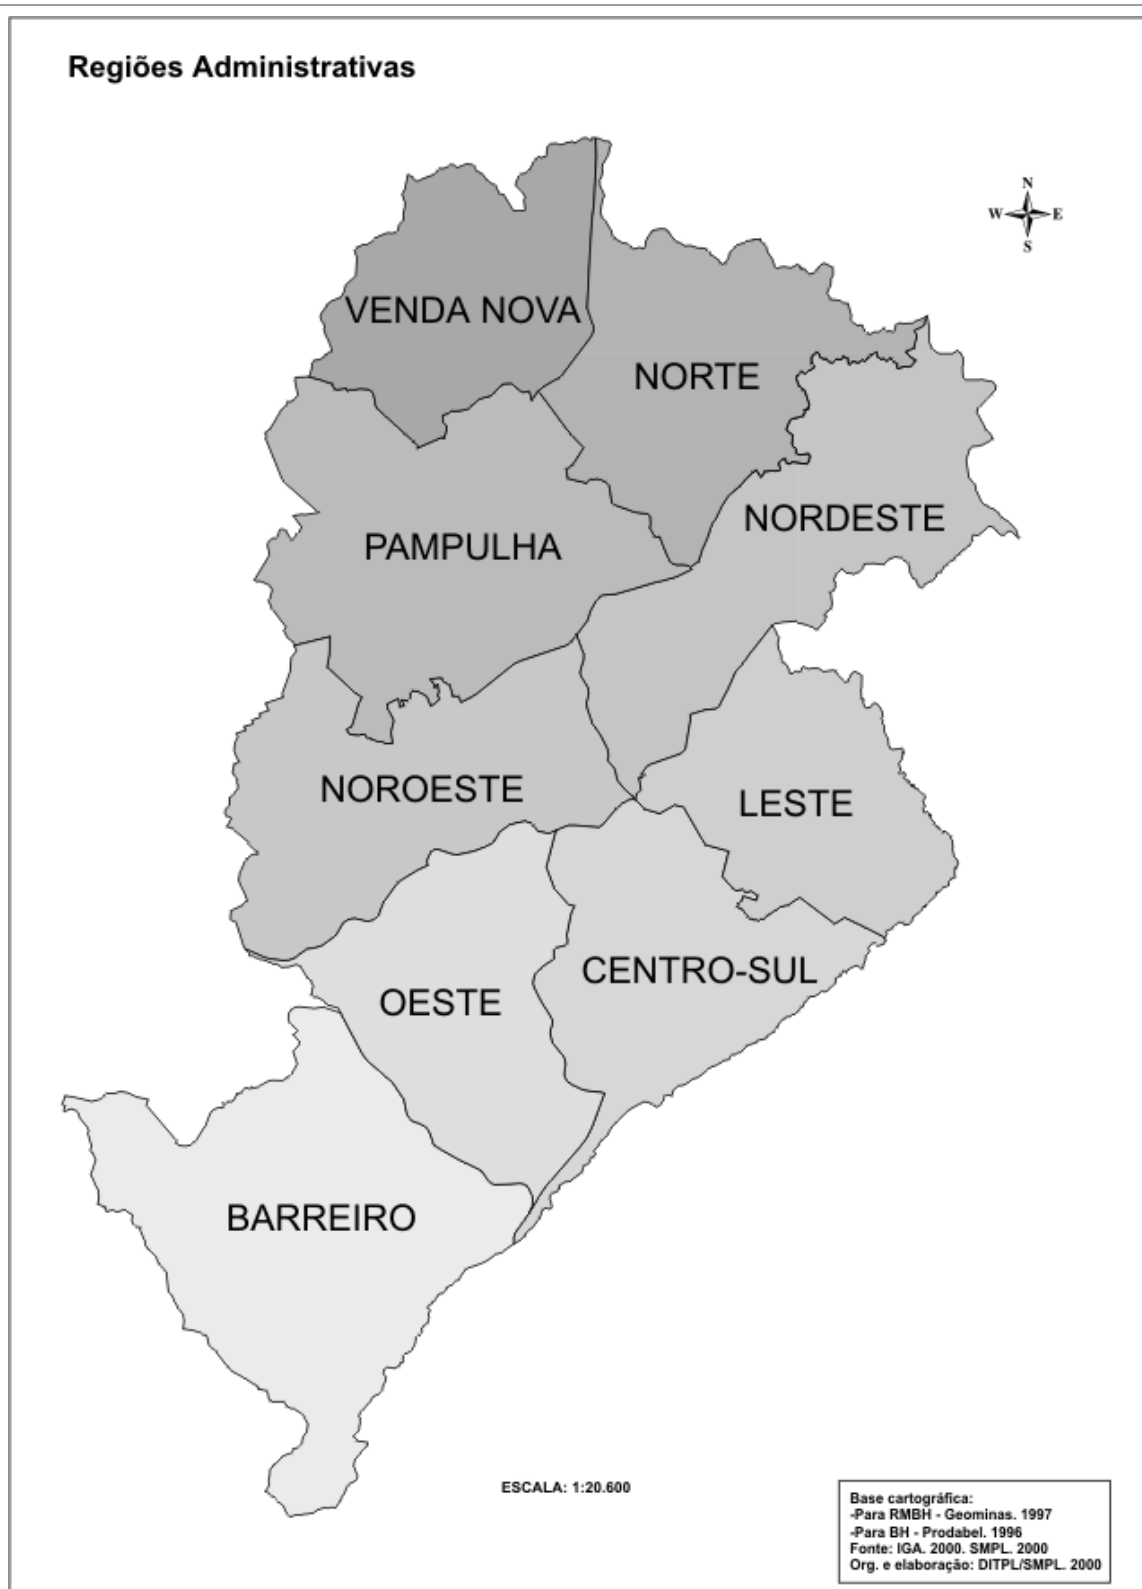 Regiões Administrativas
N
W E
S
VENDA NOVA
NORTE
NORDESTE
PAMPULHA
NOROESTE
LESTE
CENTRO-SUL
OESTE
BARREIRO
ESCALA: 1:20.600
Base cartográfica:
-Para RMBH - Geominas. 1997
-Para BH - Prodabel. 1996
Fonte: IGA. 2000. SMPL. 2000
Org. e elaboração: DITPL/SMPL. 2000